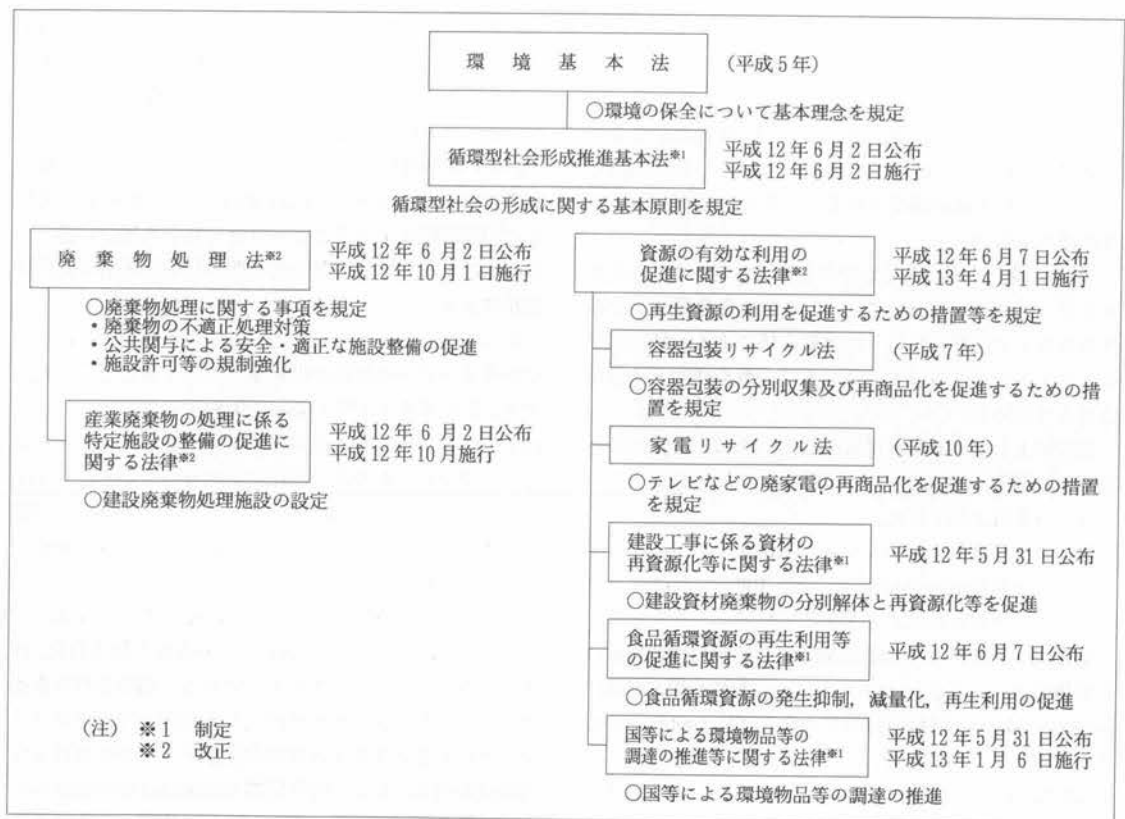 環境基本法 (平成5年)
○環境の保全について基本理念を規定
循環型社会形成推進基本法※1
平成12年6月2日公布
平成12年6月2日施行
循環型社会の形成に関する基本原則を規定
廃棄物処理法※2
平成12年6月2日公布
平成12年10月1日施行
○廃棄物処理に関する事項を規定
・廃棄物の不適正処理対策
・公共関与による安全・適正な施設整備の促進
・施設許可等の規制強化
産業廃棄物の処理に係る
特定施設の整備の促進に
関する法律※2
平成12年6月2日公布
平成12年10月施行
○建設廃棄物処理施設の設定
資源の有効な利用の
促進に関する法律※2
平成12年6月7日公布
平成13年4月1日施行
○再生資源の利用を促進するための措置等を規定
容器包装リサイクル法 (平成7年)
○容器包装の分別収集及び再商品化を促進するための措
置を規定
家電リサイクル法 (平成10年)
○テレビなどの廃家電の再商品化を促進するための措置
を規定
建設工事に係る資材の
再資源化等に関する法律※1
平成12年5月31日公布
○建設資材廃棄物の分別解体と再資源化等を促進
食品循環資源の再生利用等
の促進に関する法律※1
平成12年6月7日公布
○食品循環資源の発生抑制,減量化,再生利用の促進
国等による環境物品等の
調達の推進等に関する法律※1
平成12年5月31日公布
平成13年1月6日施行
○国等による環境物品等の調達の推進
(注) ※1 制定
※2 改正